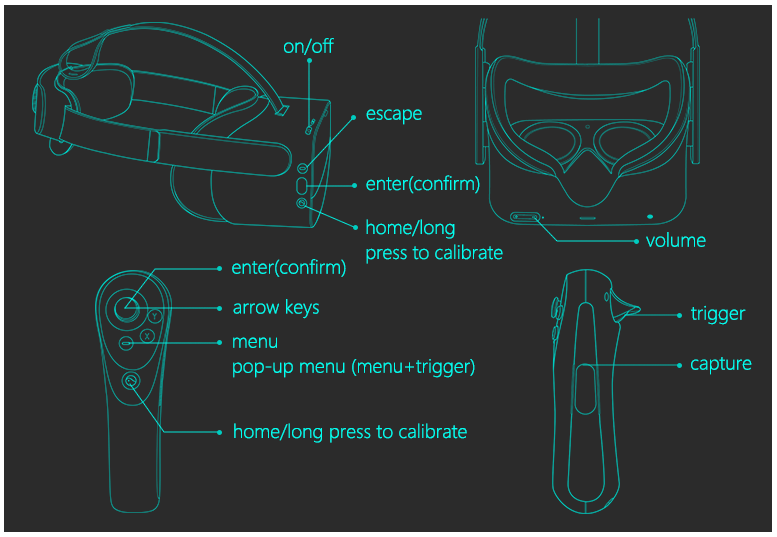 on/off
escape
enter(confirm)
home/long
press to calibrate
volume
enter(confirm)
arrow keys
Y
X
menu
pop-up menu (menu+trigger)
home/long press to calibrate
trigger
capture